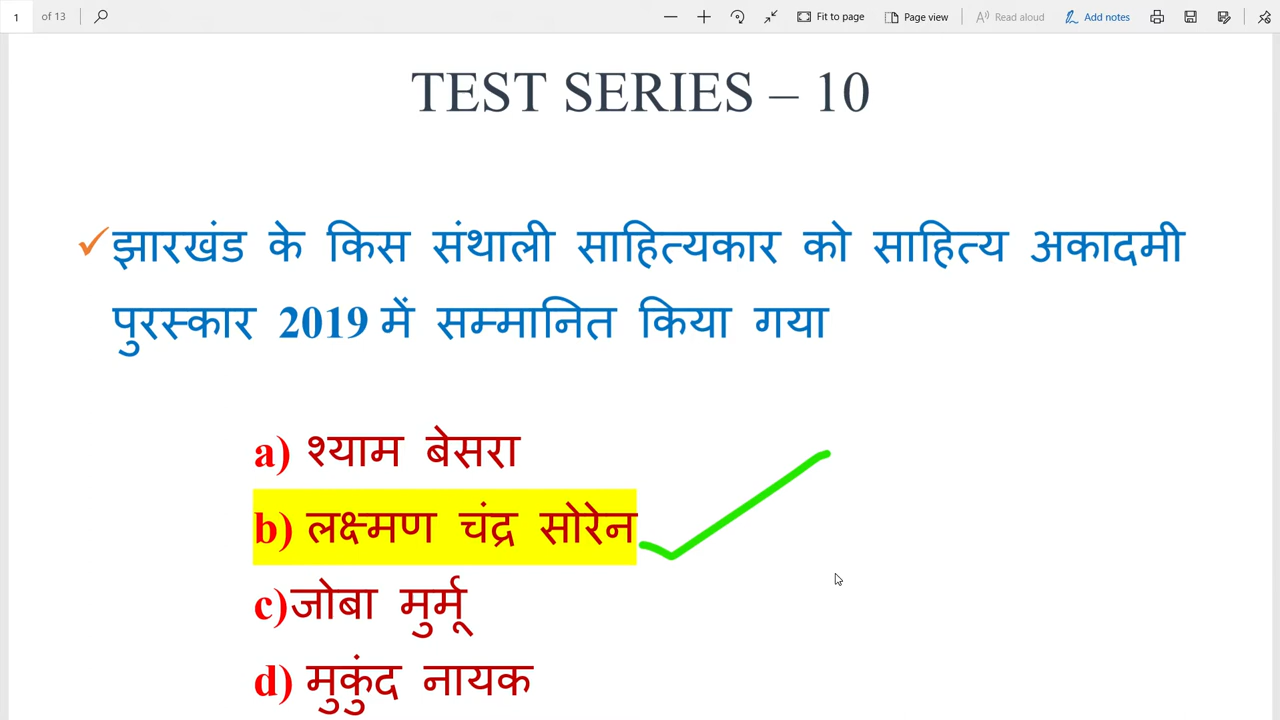 1 of 13 Fit to page Page view Read aloud Add notes
TEST SERIES – 10
झारखंड के किस संथाली साहित्यकार को साहित्य अकादमी
पुरस्कार 2019 में सम्मानित किया गया
a) श्याम बेसरा
b) लक्ष्मण चंद्र सोरेन
c)जोबा मुर्मू
d) मुकुंद नायक